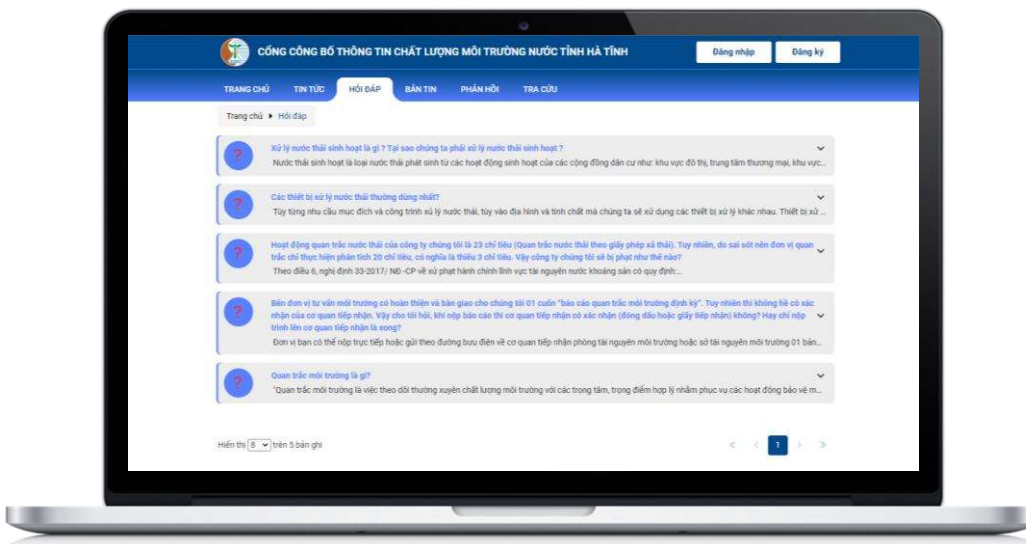 CỔNG CÔNG BỐ THÔNG TIN CHẤT LƯỢNG MÔI TRƯỜNG NƯỚC TỈNH HÀ TĨNH
Đăng nhập
Đăng ký
TRANG CHỦ
TIN TỨC
HỎI ĐÁP
BẢN TIN
PHẢN HỒI
TRA CỨU
Trang chủ ▸ Hỏi đáp
Xử lý nước thải sinh hoạt là gì ? Tại sao chúng ta phải xử lý nước thải sinh hoạt ?
Nước thải sinh hoạt là loại nước thải phát sinh từ các hoạt động sinh hoạt của các cộng đồng dân cư như: khu vực đô thị, trung tâm thương mại, khu vực...
Các thiết bị xử lý nước thải thường dùng nhất?
Tùy từng nhu cầu mục đích và công trình xủ lý nước thải, tùy vào địa hình và tính chất mà chúng ta sẽ xử dụng các thiết bị xử lý khác nhau. Thiết bị xử ...
Hoạt động quan trắc nước thải của công ty chúng tôi là 23 chỉ tiêu (Quan trắc nước thải theo giấy phép xả thải). Tuy nhiên, do sai sót nên đơn vị quan
trắc chỉ thực hiện phân tích 20 chỉ tiêu, có nghĩa là thiếu 3 chỉ tiêu. Vậy công ty chúng tôi sẽ bị phạt như thế nào?
Theo điều 6, nghị định 33-2017/ NĐ -CP về xử phạt hành chính lĩnh vực tài nguyên nước khoáng sản có quy định:...
Bên đơn vị tư vấn môi trường có hoàn thiện và bàn giao cho chúng tôi 01 cuốn "báo cáo quan trắc môi trường định kỳ". Tuy nhiên thì không hề có xác
nhận của cơ quan tiếp nhận. Vậy cho tôi hỏi, khi nộp báo cáo thì cơ quan tiếp nhận có xác nhận (đóng dấu hoặc giấy tiếp nhận) không? Hay chỉ nộp
trình lên cơ quan tiếp nhận là xong?
Đơn vị bạn có thể nộp trực tiếp hoặc gửi theo đường bưu điện về cơ quan tiếp nhận phòng tài nguyên môi trường hoặc sở tài nguyên môi trường 01 bản...
Quan trắc môi trường là gì?
"Quan trắc môi trường là việc theo dõi thường xuyên chất lượng môi trường với các trọng tâm, trọng điểm hợp lý nhằm phục vụ các hoạt động bảo vệ m...
Hiển thị 8 trên 5 bản ghi
1